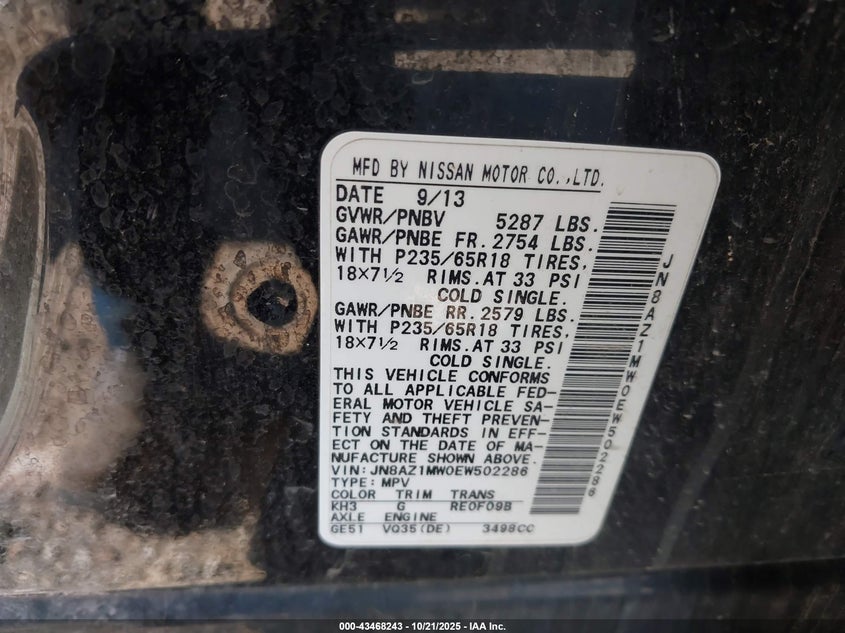 MFD BY NISSAN MOTOR CO.,LTD.
DATE 9/13
GVWR/PNBV 5287 LBS.
GAWR/PNBE FR. 2754 LBS.
WITH P235/65R18 TIRES,
18×7½ RIMS.AT 33 PSI
COLD SINGLE.
GAWR/PNBE RR. 2579 LBS.
WITH P235/65R18 TIRES,
18×7½ RIMS.AT 33 PSI
COLD SINGLE.
THIS VEHICLE CONFORMS
TO ALL APPLICABLE FED-
ERAL MOTOR VEHICLE SA-
FETY AND THEFT PREVEN-
TION STANDARDS IN EFF-
ECT ON THE DATE OF MA-
NUFACTURE SHOWN ABOVE.
VIN:JN8AZ1MW0EW502286
TYPE:MPV
COLOR TRIM TRANS
KH3 G RE0F09B
AXLE ENGINE
GE51 VQ35(DE) 3498CC
JN8AZ1MW0EW502286
000-43468243 - 10/21/2025 - IAA Inc.